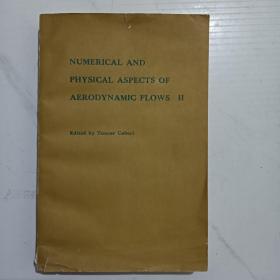 NUMERICAL AND
PHYSICAL ASPECTS OF
AERODYNAMIC FLOWS II
Edited by Tuncer Cebeci